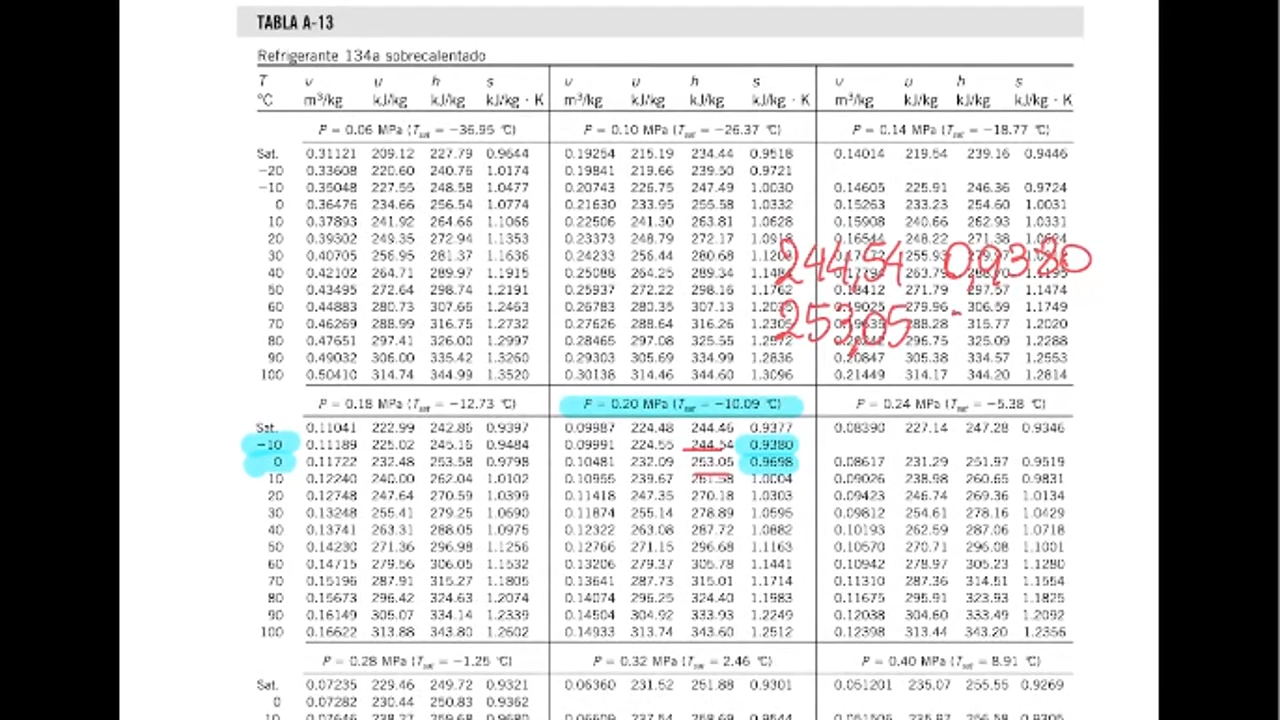 TABLA A-13
Refrigerante 134a sobrecalentado
T v u h s v u h s v u h s
°C m³/kg kJ/kg kJ/kg kJ/kg · K m³/kg kJ/kg kJ/kg kJ/kg · K m³/kg kJ/kg kJ/kg kJ/kg · K
P = 0.06 MPa (Tsat = −36.95 °C) P = 0.10 MPa (Tsat = −26.37 °C) P = 0.14 MPa (Tsat = −18.77 °C)
Sat. 0.31121 209.12 227.79 0.9644 0.19254 215.19 234.44 0.9518 0.14014 219.54 239.16 0.9446
−20 0.33608 220.60 240.76 1.0174 0.19841 219.66 239.50 0.9721
−10 0.35048 227.55 248.58 1.0477 0.20743 226.75 247.49 1.0030 0.14605 225.91 246.36 0.9724
0 0.36476 234.66 256.54 1.0774 0.21630 233.95 255.58 1.0332 0.15263 233.23 254.60 1.0031
10 0.37893 241.92 264.66 1.1066 0.22506 241.30 263.81 1.0628 0.15908 240.66 262.93 1.0331
20 0.39302 249.35 272.94 1.1353 0.23373 248.79 272.17 0.16544 248.22 271.38
30 0.40705 256.95 281.37 1.1636 0.24233 256.44 280.68
40 0.42102 264.71 289.97 1.1915 0.25088 264.25 289.34 263.79
244,54 0,9380
50 0.43495 272.64 298.74 1.2191 0.25937 272.22 298.16 1.1762 0.18412 271.79 297.57 1.1474
60 0.44883 280.73 307.66 1.2463 0.26783 280.35 307.13 279.96 306.59 1.1749
70 0.46269 288.99 316.75 1.2732 0.27626 288.64 316.26 288.28 315.77 1.2020
253,05
80 0.47651 297.41 326.00 1.2997 0.28465 297.08 325.55 296.75 325.09 1.2288
90 0.49032 306.00 335.42 1.3260 0.29303 305.69 334.99 1.2836 0.20847 305.38 334.57 1.2553
100 0.50410 314.74 344.99 1.3520 0.30138 314.46 344.60 1.3096 0.21449 314.17 344.20 1.2814
P = 0.18 MPa (Tsat = −12.73 °C) P = 0.20 MPa (Tsat = −10.09 °C) P = 0.24 MPa (Tsat = −5.38 °C)
Sat. 0.11041 222.99 242.86 0.9397 0.09987 224.48 244.46 0.9377 0.08390 227.14 247.28 0.9346
−10 0.11189 225.02 245.16 0.9484 0.09991 224.55 244.54 0.9380
0 0.11722 232.48 253.58 0.9798 0.10481 232.09 253.05 0.9698 0.08617 231.29 251.97 0.9519
10 0.12240 240.00 262.04 1.0102 0.10955 239.67 261.58 1.0004 0.09026 238.98 260.65 0.9831
20 0.12748 247.64 270.59 1.0399 0.11418 247.35 270.18 1.0303 0.09423 246.74 269.36 1.0134
30 0.13248 255.41 279.25 1.0690 0.11874 255.14 278.89 1.0595 0.09812 254.61 278.16 1.0429
40 0.13741 263.31 288.05 1.0975 0.12322 263.08 287.72 1.0882 0.10193 262.59 287.06 1.0718
50 0.14230 271.36 296.98 1.1256 0.12766 271.15 296.68 1.1163 0.10570 270.71 296.08 1.1001
60 0.14715 279.56 306.05 1.1532 0.13206 279.37 305.78 1.1441 0.10942 278.97 305.23 1.1280
70 0.15196 287.91 315.27 1.1805 0.13641 287.73 315.01 1.1714 0.11310 287.36 314.51 1.1554
80 0.15673 296.42 324.63 1.2074 0.14074 296.25 324.40 1.1983 0.11675 295.91 323.93 1.1825
90 0.16149 305.07 334.14 1.2339 0.14504 304.92 333.93 1.2249 0.12038 304.60 333.49 1.2092
100 0.16622 313.88 343.80 1.2602 0.14933 313.74 343.60 1.2512 0.12398 313.44 343.20 1.2356
P = 0.28 MPa (Tsat = −1.25 °C) P = 0.32 MPa (Tsat = 2.46 °C) P = 0.40 MPa (Tsat = 8.91 °C)
Sat. 0.07235 229.46 249.72 0.9321 0.06360 231.52 251.88 0.9301 0.051201 235.07 255.55 0.9269
0 0.07282 230.44 250.83 0.9362